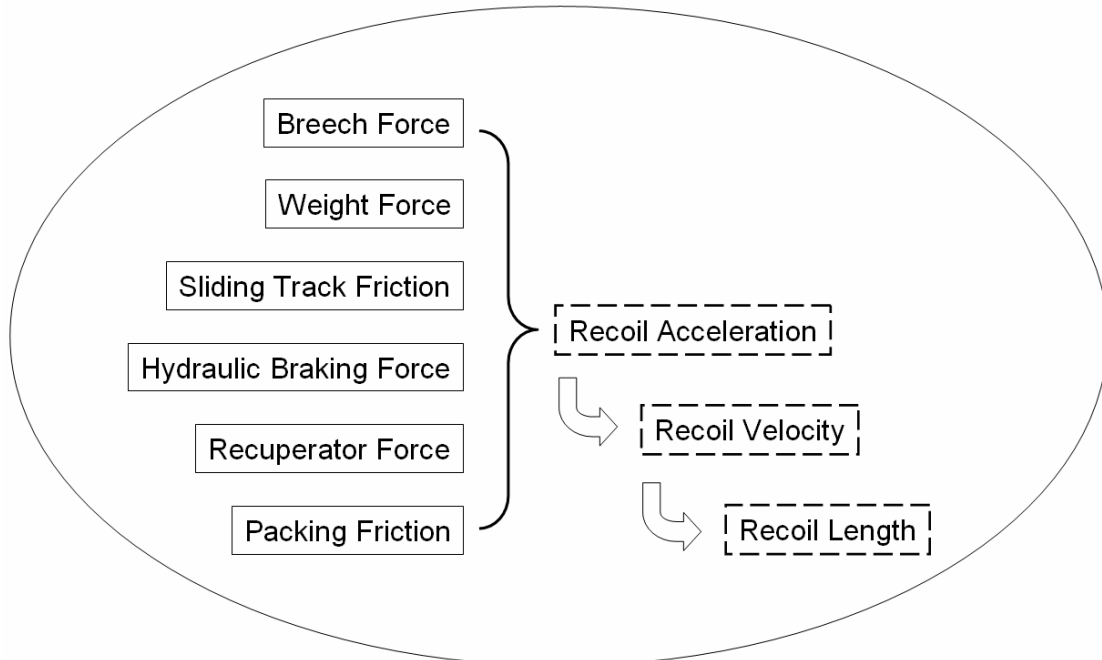 Breech Force
Weight Force
Sliding Track Friction
Hydraulic Braking Force
Recuperator Force
Packing Friction
Recoil Acceleration
Recoil Velocity
Recoil Length